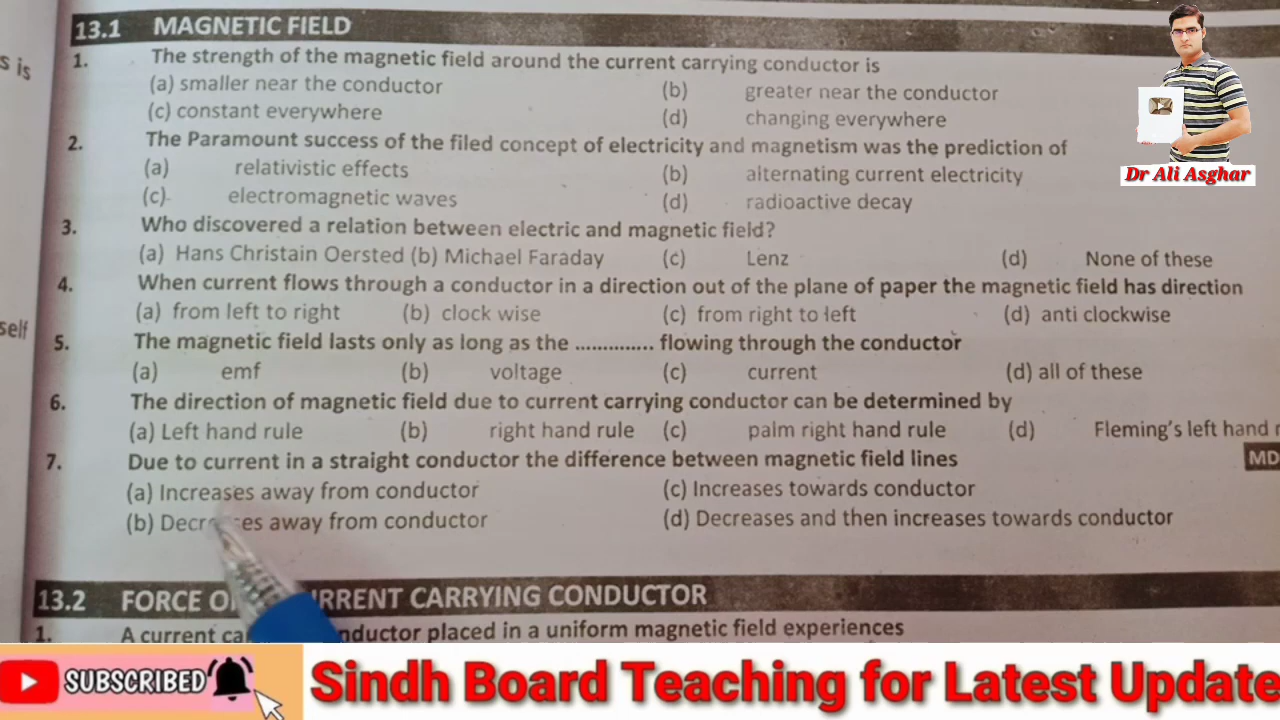 13.1 MAGNETIC FIELD
s is
1. The strength of the magnetic field around the current carrying conductor is
(a) smaller near the conductor (b) greater near the conductor
(c) constant everywhere (d) changing everywhere
2. The Paramount success of the filed concept of electricity and magnetism was the prediction of
(a) relativistic effects (b) alternating current electricity
(c) electromagnetic waves (d) radioactive decay
Dr Ali Asghar
3. Who discovered a relation between electric and magnetic field?
(a) Hans Christain Oersted (b) Michael Faraday (c) Lenz (d) None of these
4. When current flows through a conductor in a direction out of the plane of paper the magnetic field has direction
(a) from left to right (b) clock wise (c) from right to left (d) anti clockwise
self
5. The magnetic field lasts only as long as the .............. flowing through the conductor
(a) emf (b) voltage (c) current (d) all of these
6. The direction of magnetic field due to current carrying conductor can be determined by
(a) Left hand rule (b) right hand rule (c) palm right hand rule (d) Fleming's left hand
7. Due to current in a straight conductor the difference between magnetic field lines
MD
(a) Increases away from conductor (c) Increases towards conductor
(b) Decreases away from conductor (d) Decreases and then increases towards conductor
13.2 FORCE CARRYING CONDUCTOR
1. A current placed in a uniform magnetic field experiences
SUBSCRIBED Sindh Board Teaching for Latest Update